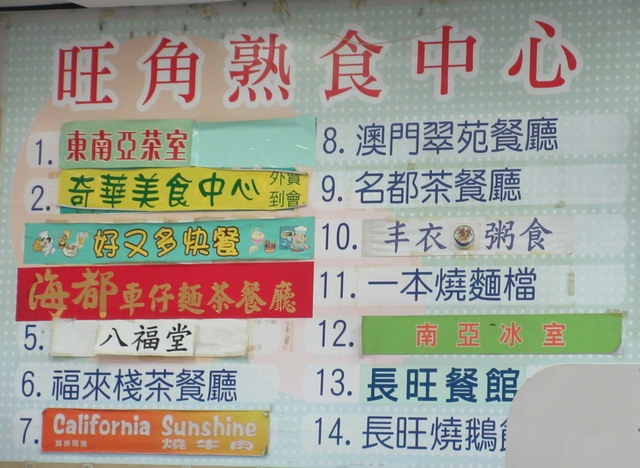 旺角熟食中心
1. 東南亞茶室
2. 奇華美食中心 外賣到會
好又多快餐
海都車仔麵茶餐廳
5: 八福堂
6. 福來棧茶餐廳
7. California Sunshine
燒牛肉
8. 澳門翠苑餐廳
9. 名都茶餐廳
10. 丰衣 粥食
11. 一本燒麵檔
12. 南亞冰室
13. 長旺餐館
14. 長旺燒鵝